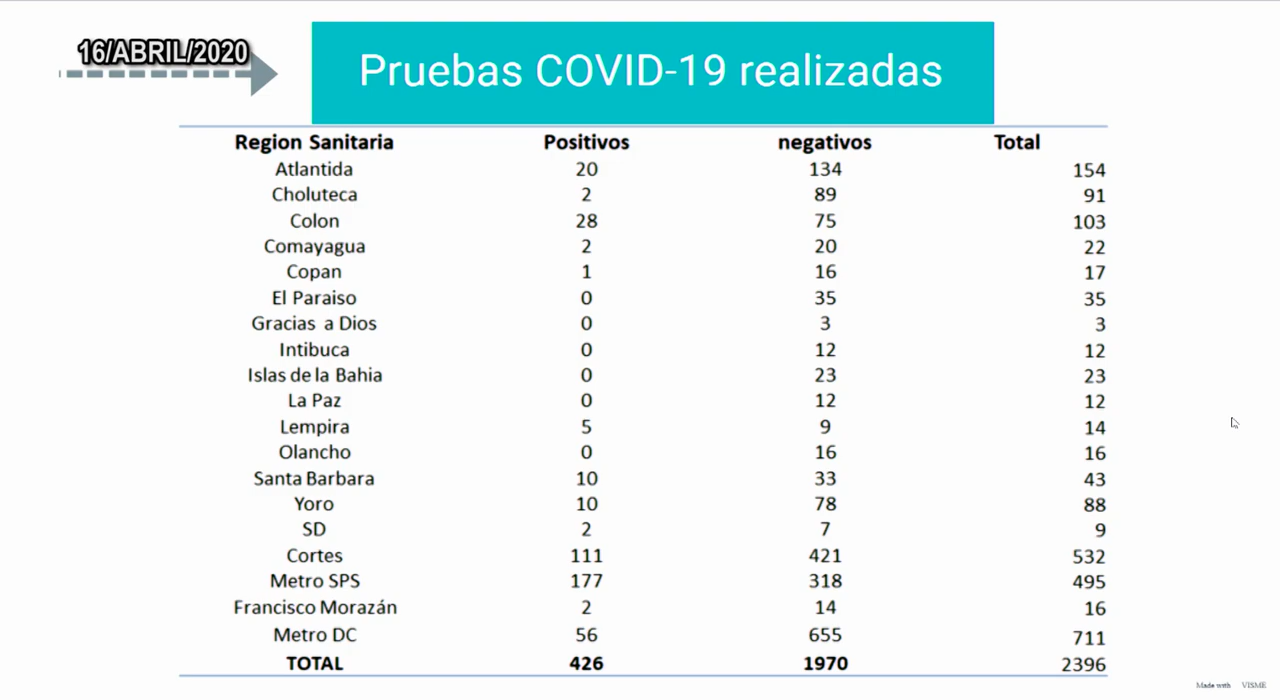 16/ABRIL/2020
Pruebas COVID-19 realizadas
Region Sanitaria Positivos negativos Total
Atlantida 20 134 154
Choluteca 2 89 91
Colon 28 75 103
Comayagua 2 20 22
Copan 1 16 17
El Paraiso 0 35 35
Gracias a Dios 0 3 3
Intibuca 0 12 12
Islas de la Bahia 0 23 23
La Paz 0 12 12
Lempira 5 9 14
Olancho 0 16 16
Santa Barbara 10 33 43
Yoro 10 78 88
SD 2 7 9
Cortes 111 421 532
Metro SPS 177 318 495
Francisco Morazán 2 14 16
Metro DC 56 655 711
TOTAL 426 1970 2396
Made with VISME